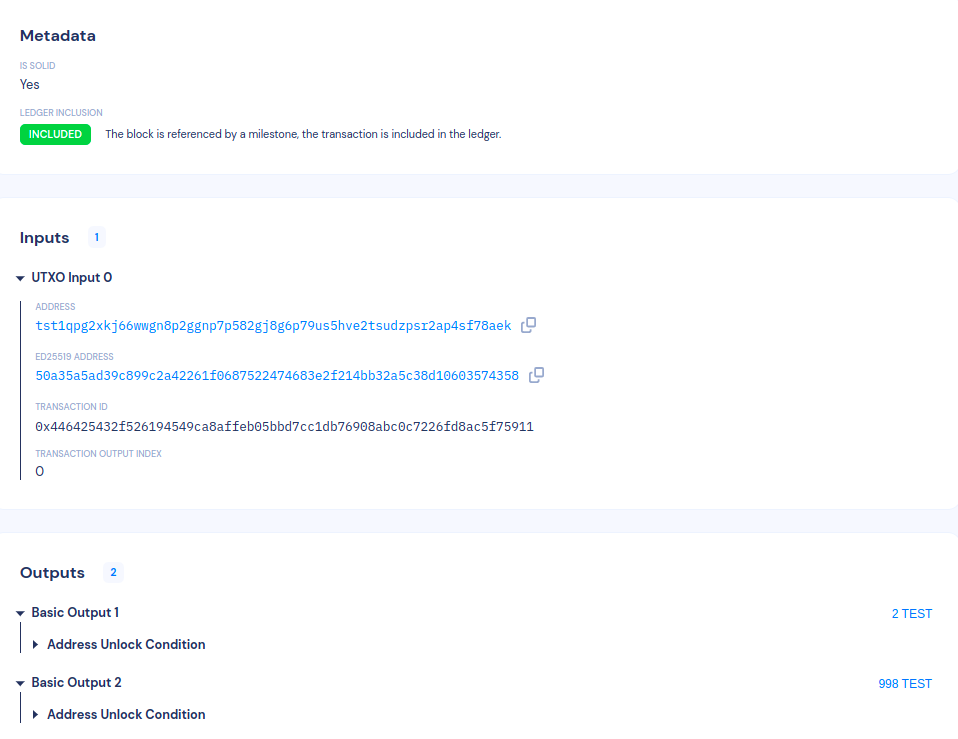 Metadata
IS SOLID
Yes
LEDGER INCLUSION
INCLUDED The block is referenced by a milestone, the transaction is included in the ledger.
Inputs 1
UTXO Input 0
ADDRESS
tst1qpg2xkj66wwgn8p2ggnp7p582gj8g6p79us5hve2tsudzpsr2ap4sf78aek
ED25519 ADDRESS
50a35a5ad39c899c2a42261f0687522474683e2f214bb32a5c38d10603574358
TRANSACTION ID
0x446425432f526194549ca8affeb05bbd7cc1db76908abc0c7226fd8ac5f75911
TRANSACTION OUTPUT INDEX
0
Outputs 2
Basic Output 1 2 TEST
Address Unlock Condition
Basic Output 2 998 TEST
Address Unlock Condition